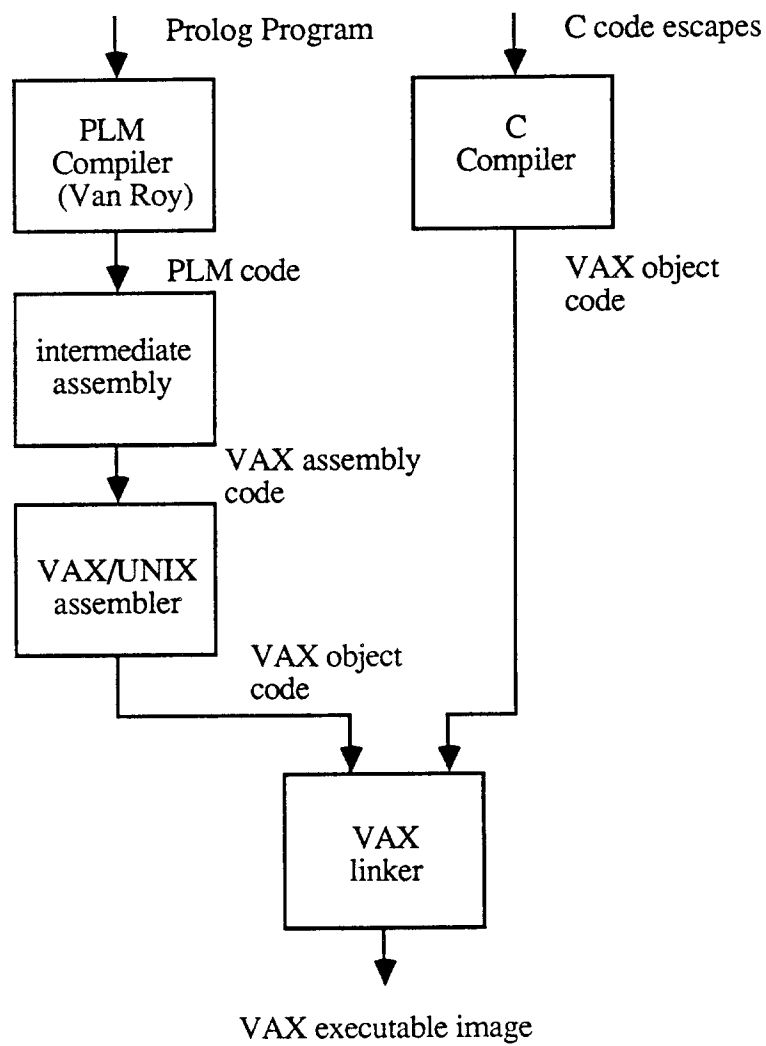 Prolog Program
C code escapes
PLM
Compiler
(Van Roy)
C
Compiler
PLM code
VAX object
code
intermediate
assembly
VAX assembly
code
VAX/UNIX
assembler
VAX object
code
VAX
linker
VAX executable image